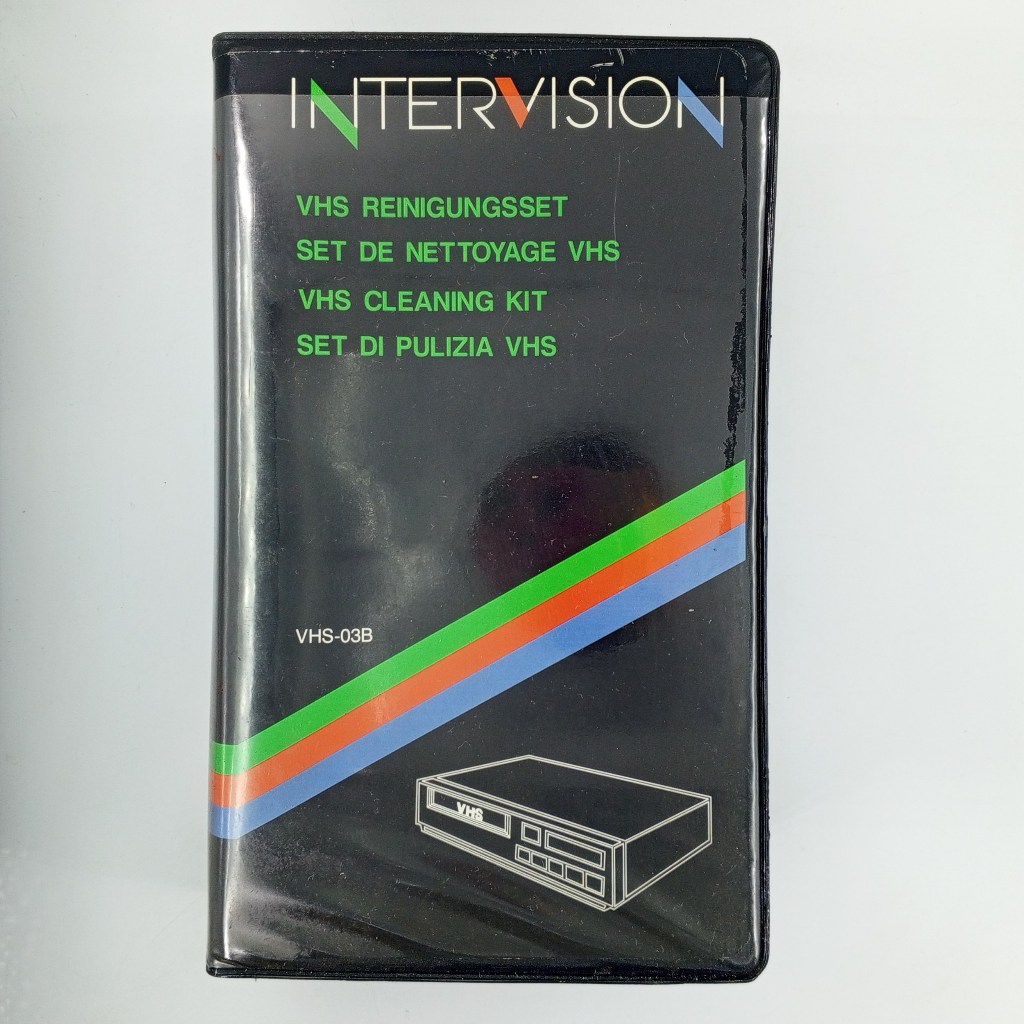 INTERVISION
VHS REINIGUNGSSET
SET DE NETTOYAGE VHS
VHS CLEANING KIT
SET DI PULIZIA VHS
VHS-03B
VHS